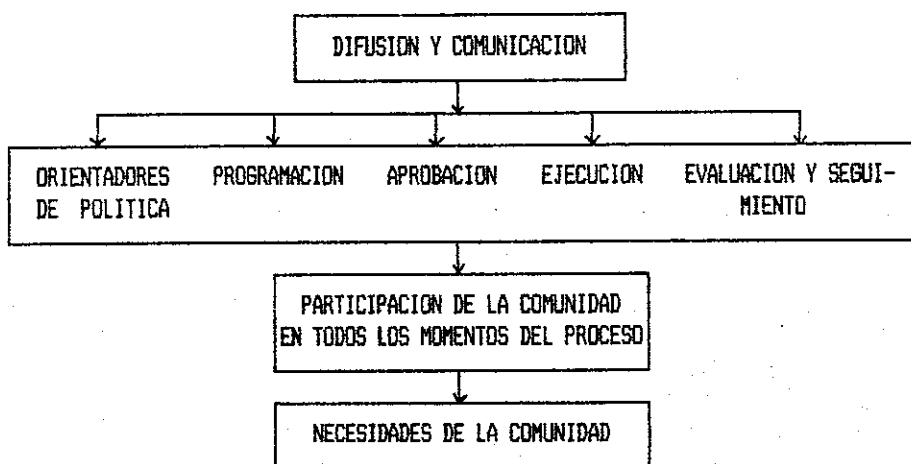 DIFUSION Y COMUNICACION
ORIENTADORES PROGRAMACION APROBACION EJECUCION EVALUACION Y SEGUI-
DE POLITICA MIENTO
PARTICIPACION DE LA COMUNIDAD
EN TODOS LOS MOMENTOS DEL PROCESO
NECESIDADES DE LA COMUNIDAD